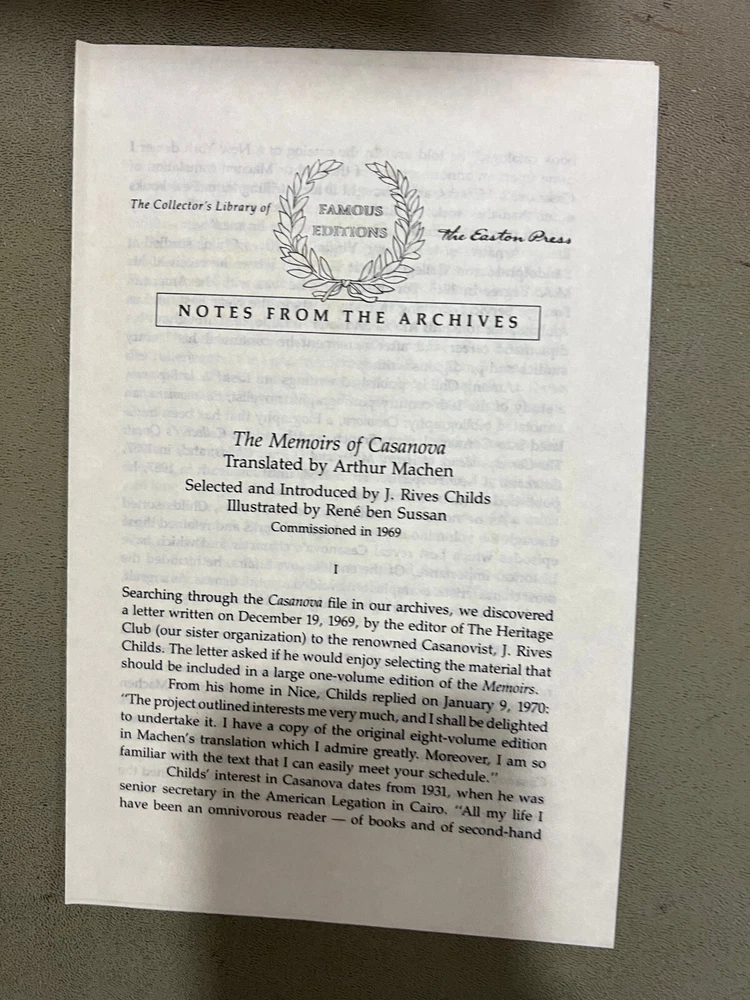 The Collector's Library of
FAMOUS
EDITIONS
the Easton Press
NOTES FROM THE ARCHIVES
The Memoirs of Casanova
Translated by Arthur Machen
Selected and Introduced by J. Rives Childs
Illustrated by René ben Sussan
Commissioned in 1969
I
Searching through the Casanova file in our archives, we discovered
a letter written on December 19, 1969, by the editor of The Heritage
Club (our sister organization) to the renowned Casanovist, J. Rives
Childs. The letter asked if he would enjoy selecting the material that
should be included in a large one-volume edition of the Memoirs.
From his home in Nice, Childs replied on January 9, 1970:
"The project outlined interests me very much, and I shall be delighted
to undertake it. I have a copy of the original eight-volume edition
in Machen's translation which I admire greatly. Moreover, I am so
familiar with the text that I can easily meet your schedule."
Childs' interest in Casanova dates from 1931, when he was
senior secretary in the American Legation in Cairo. "All my life I
have been an omnivorous reader — of books and of second-hand